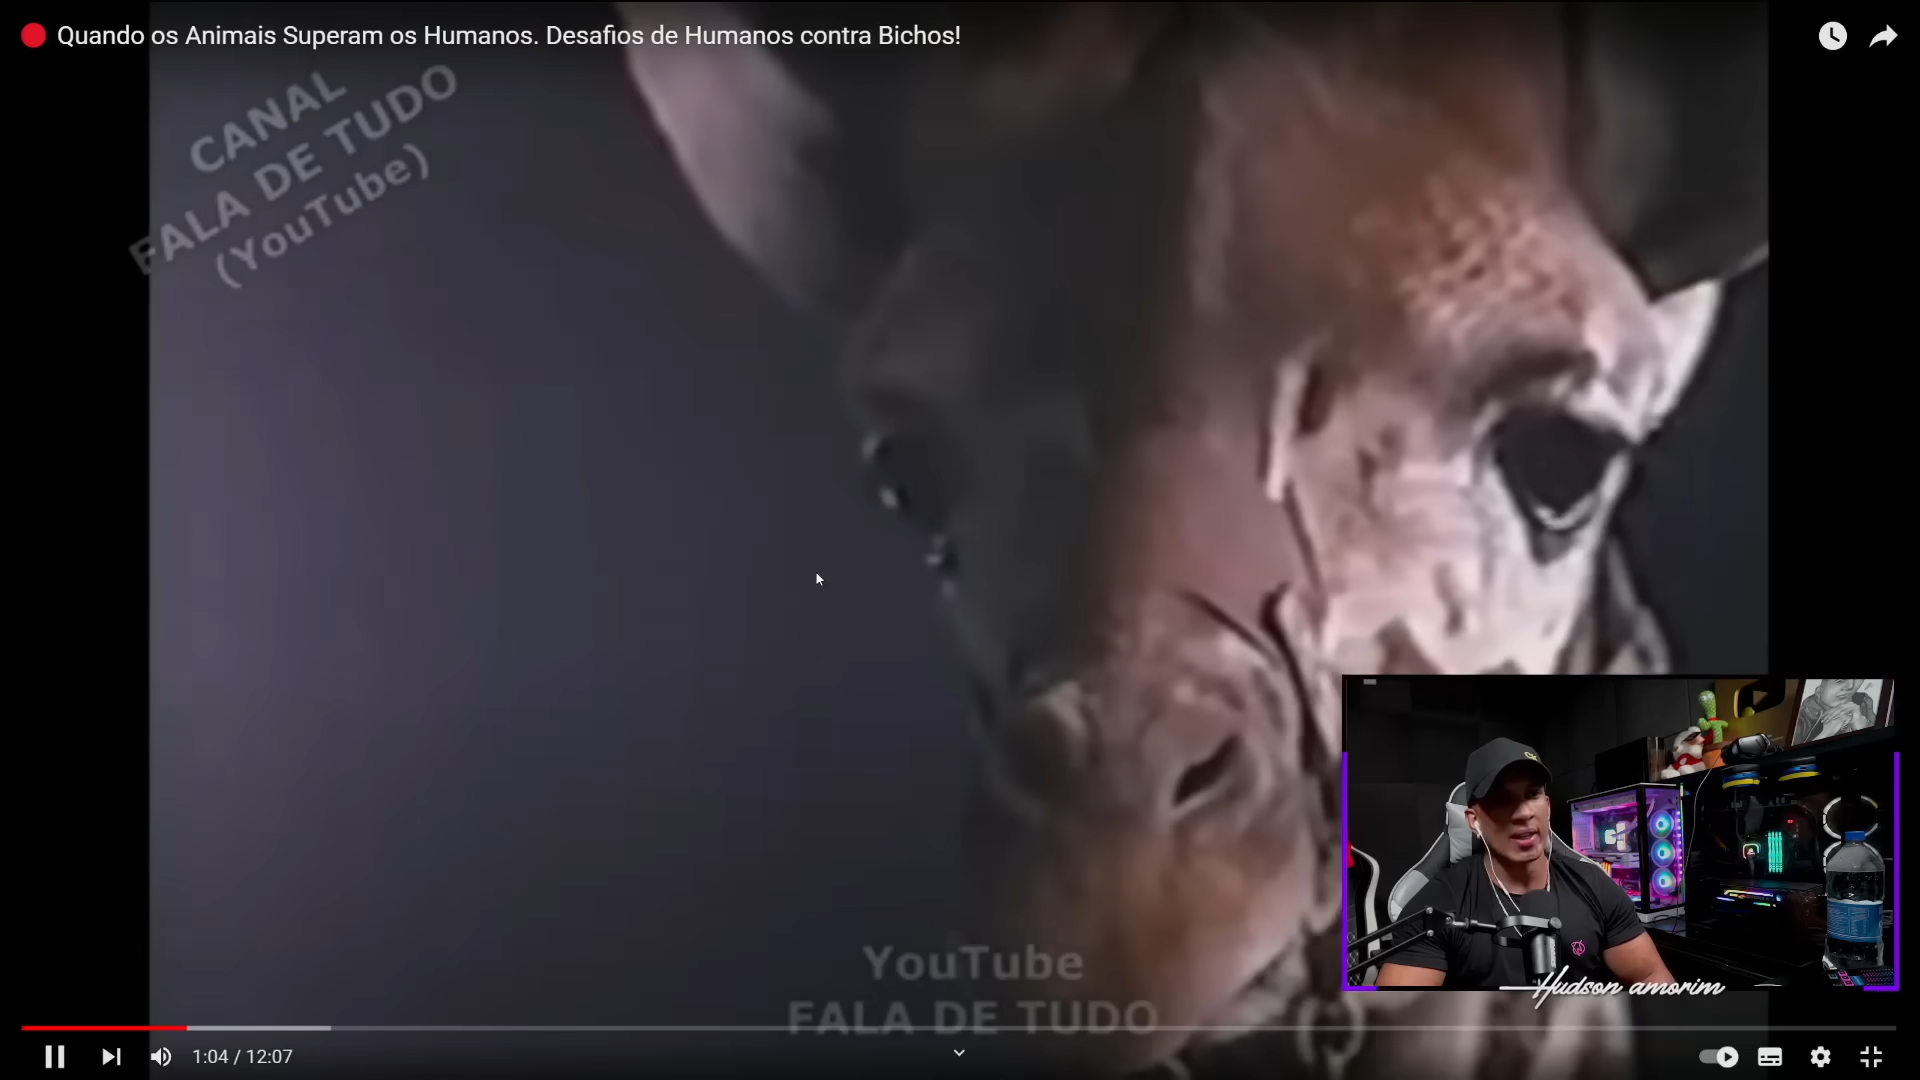 Quando os Animais Superam os Humanos. Desafios de Humanos contra Bichos!
CANAL
FALA DE TUDO
(YouTube)
YouTube
FALA DE TUDO
Hudson amorim
1:04 / 12:07